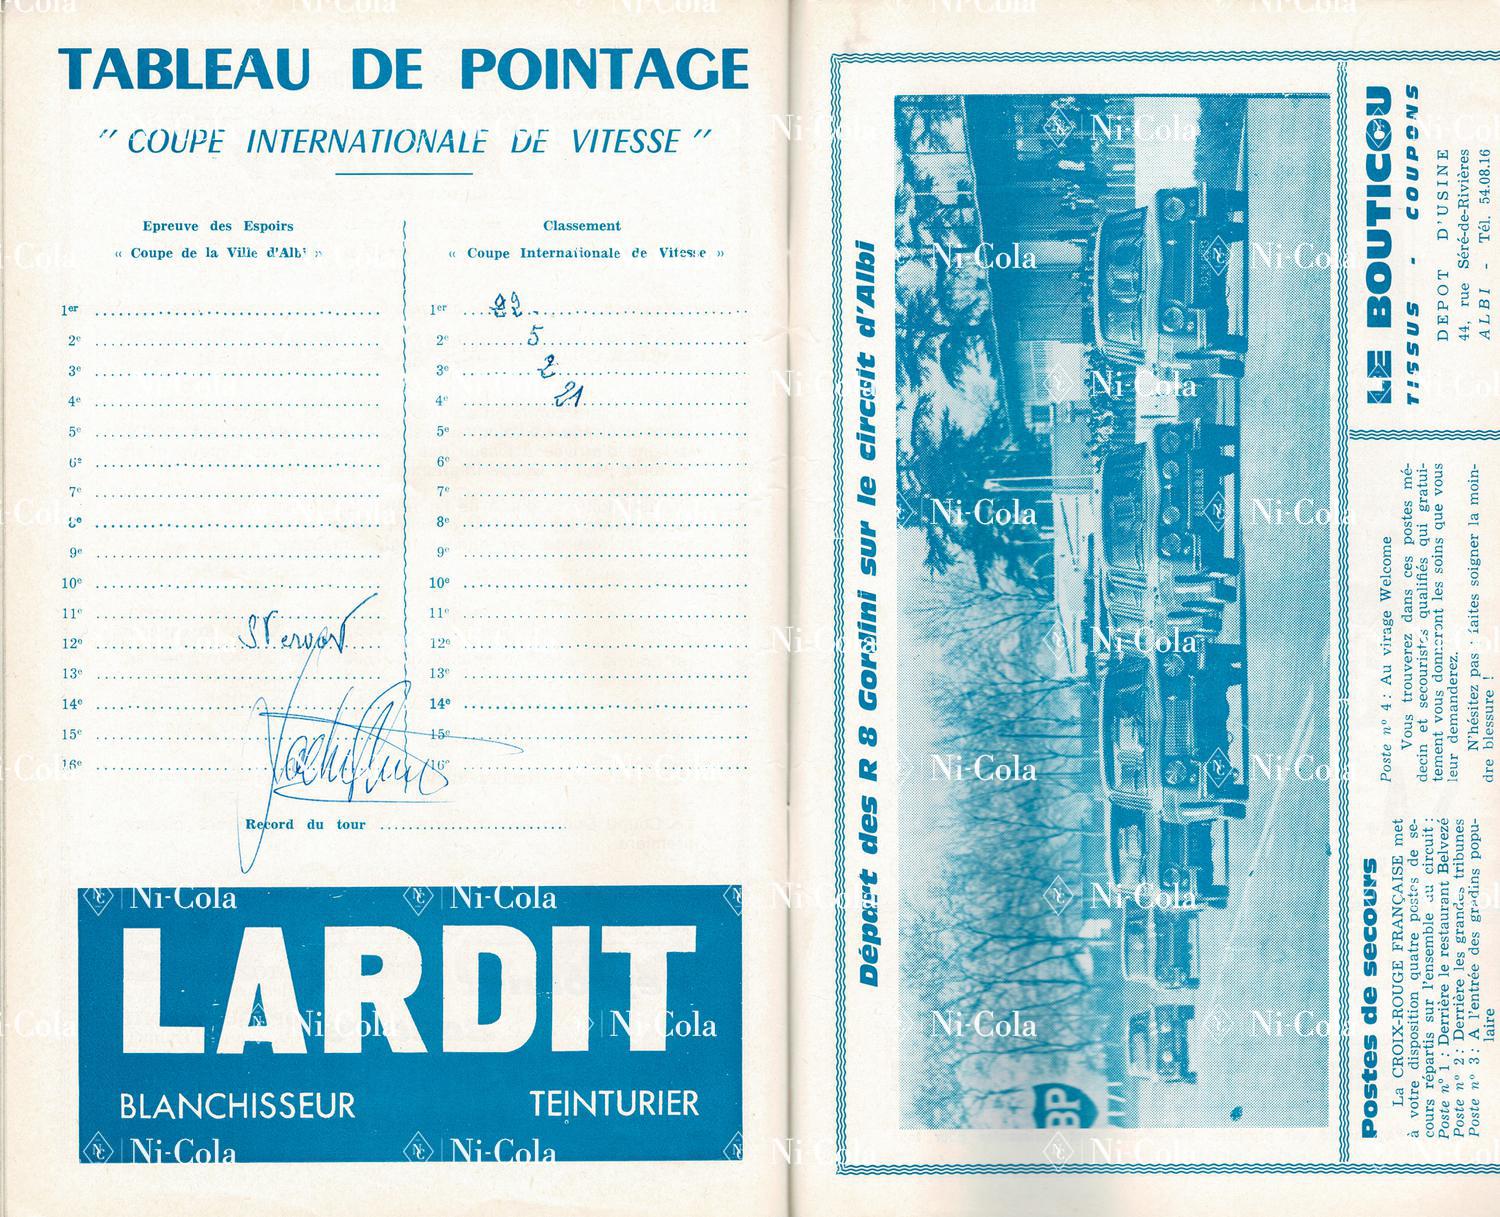 TABLEAU DE POINTAGE
" COUPE INTERNATIONALE DE VITESSE "
Epreuve des Espoirs
« Coupe de la Ville d'Albi »
1er
2e
3e
4e
5e
6e
7e
8e
9e
10e
11e
12e
13e
14e
15e
16e
Classement
« Coupe Internationale de Vitesse »
1er 22.
2e 5
3e 2
4e 21
5e
6e
7e
8e
9e
10e
11e
12e
13e
14e
15e
16e
Record du tour
LARDIT
BLANCHISSEUR TEINTURIER
Départ des R 8 Gordini sur le circuit d'Albi
BP
LE BOUTICOU
TISSUS - COUPONS
DEPOT D'USINE
44, rue Séré-de-Rivières
ALBI - Tél. 54.08.16
Postes de secours
La CROIX-ROUGE FRANÇAISE met
à votre disposition quatre postes de se-
cours répartis sur l'ensemble du circuit :
Poste n° 1 : Derrière le restaurant Belvezé
Poste n° 2 : Derrière les grandes tribunes
Poste n° 3 : A l'entrée des gradins popu-
laire
Poste n° 4 : Au virage Welcome
Vous trouverez dans ces postes mé-
decin et secouristes qualifiés qui gratui-
tement vous donneront les soins que vous
leur demanderez.
N'hésitez pas faites soigner la moin-
dre blessure !
Ni-Cola